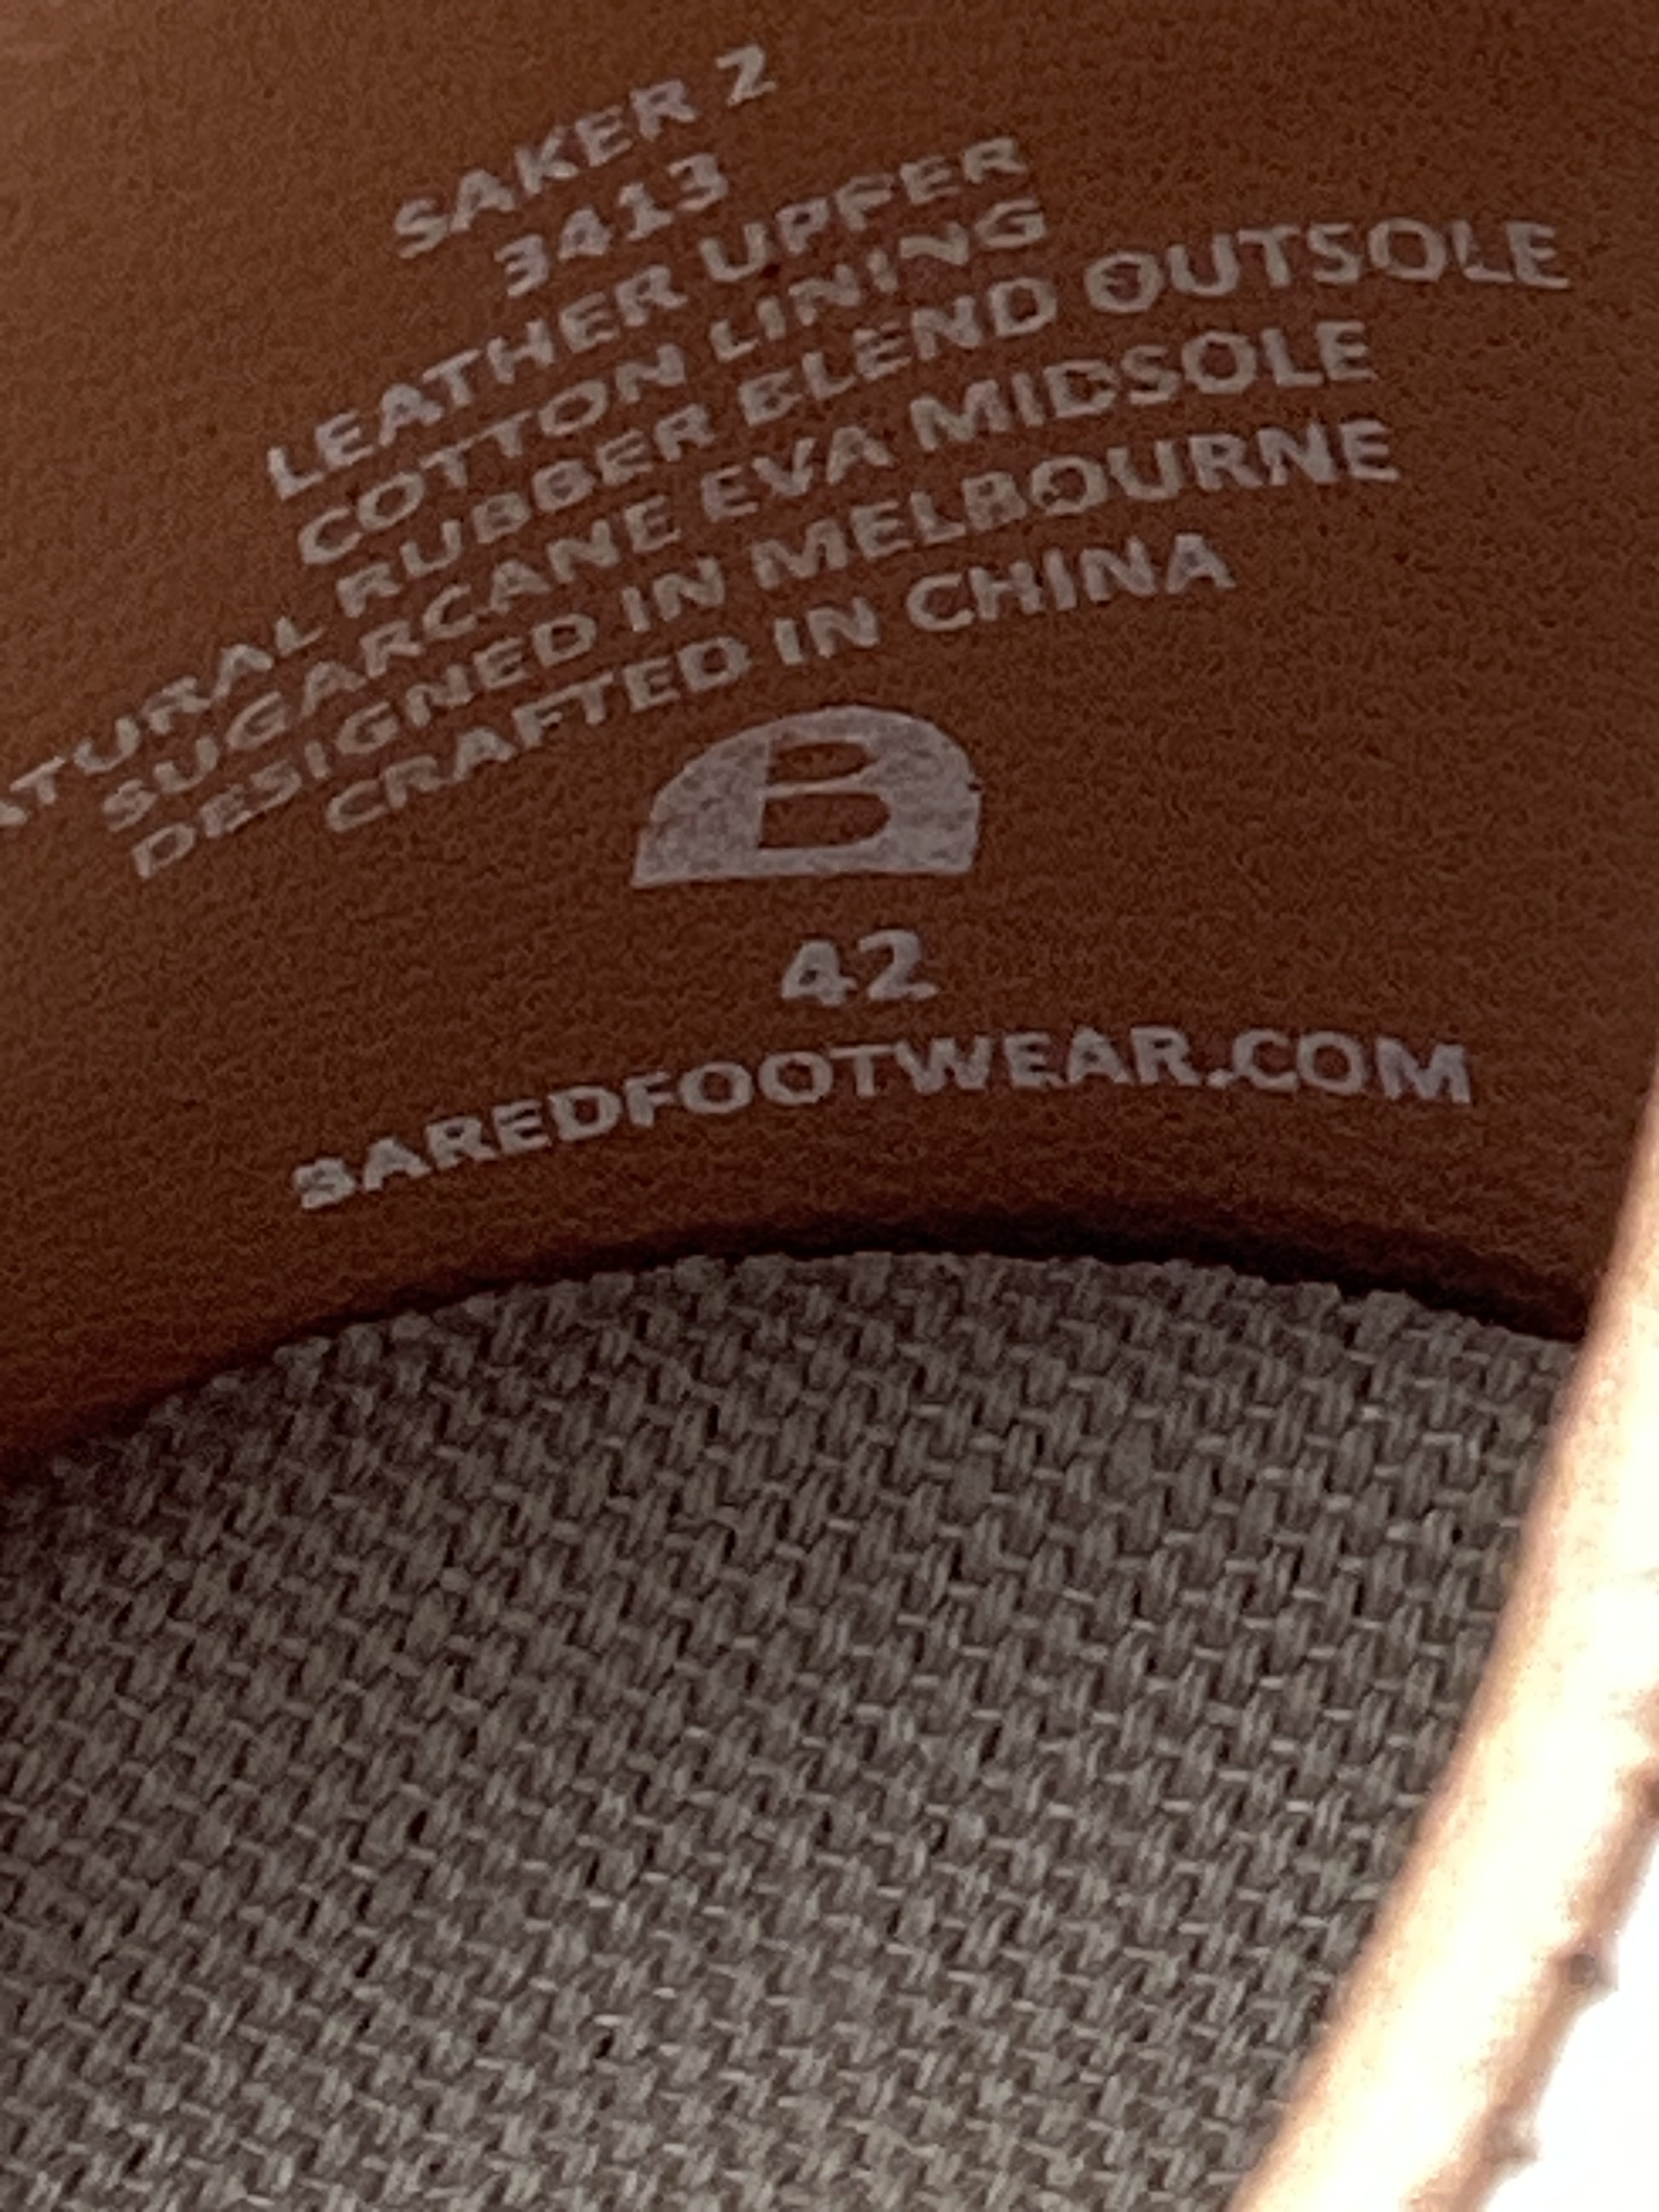 SAKER 2
3413
LEATHER UPPER
COTTON LINING
ATURAL RUBBER BLEND OUTSOLE
SUGARCANE EVA MIDSOLE
DESIGNED IN MELBOURNE
CRAFTED IN CHINA
B
42
BAREDFOOTWEAR.COM